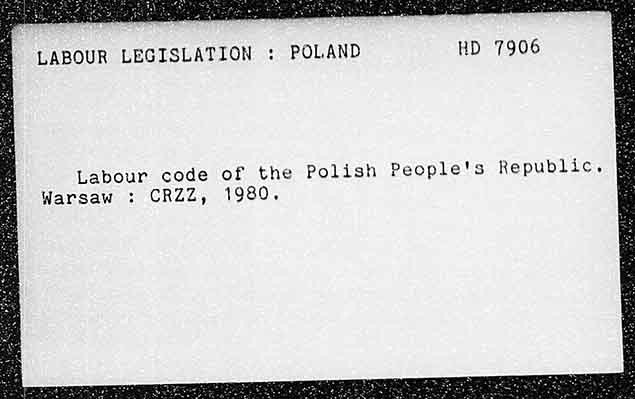 LABOUR LEGISLATION : POLAND HD 7906
Labour code of the Polish People's Republic.
Warsaw : CRZZ, 1980.